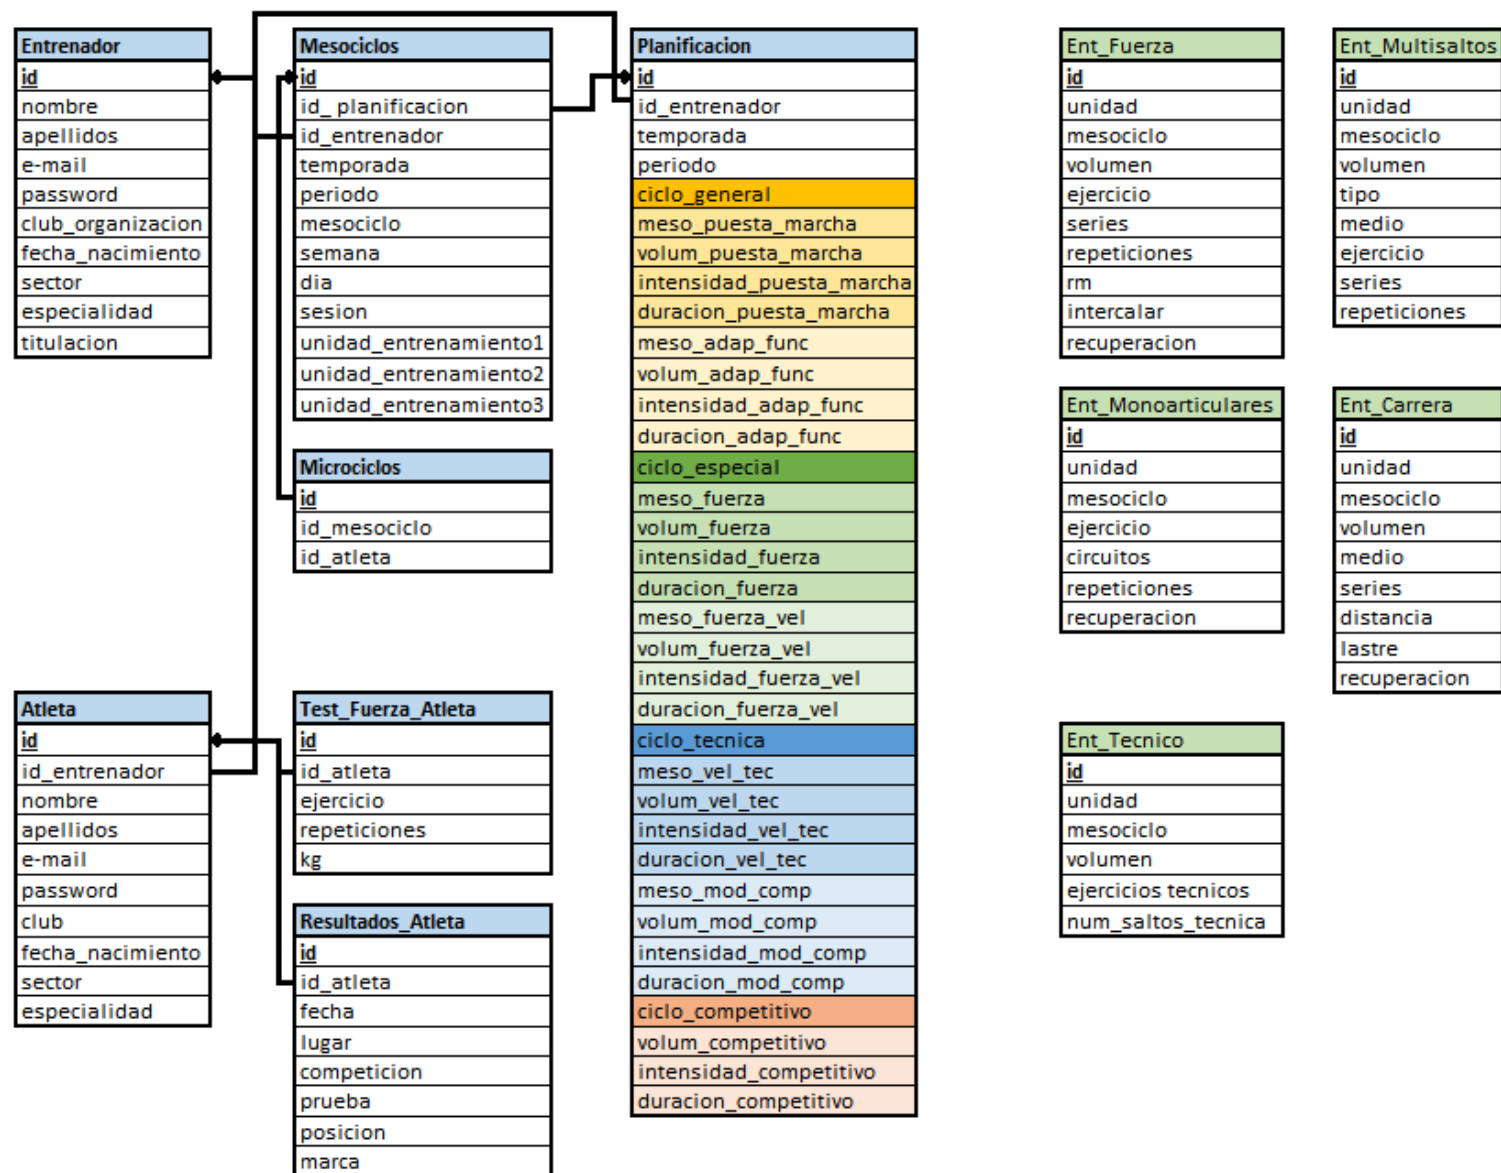 Entrenador
id
nombre
apellidos
e-mail
password
club_organizacion
fecha_nacimiento
sector
especialidad
titulacion
Mesociclos
id
id_ planificacion
id_entrenador
temporada
periodo
mesociclo
semana
dia
sesion
unidad_entrenamiento1
unidad_entrenamiento2
unidad_entrenamiento3
Microciclos
id
id_mesociclo
id_atleta
Atleta
id
id_entrenador
nombre
apellidos
e-mail
password
club
fecha_nacimiento
sector
especialidad
Test_Fuerza_Atleta
id
id_atleta
ejercicio
repeticiones
kg
Resultados_Atleta
id
id_atleta
fecha
lugar
competicion
prueba
posicion
marca
Planificacion
id
id_entrenador
temporada
periodo
ciclo_general
meso_puesta_marcha
volum_puesta_marcha
intensidad_puesta_marcha
duracion_puesta_marcha
meso_adap_func
volum_adap_func
intensidad_adap_func
duracion_adap_func
ciclo_especial
meso_fuerza
volum_fuerza
intensidad_fuerza
duracion_fuerza
meso_fuerza_vel
volum_fuerza_vel
intensidad_fuerza_vel
duracion_fuerza_vel
ciclo_tecnica
meso_vel_tec
volum_vel_tec
intensidad_vel_tec
duracion_vel_tec
meso_mod_comp
volum_mod_comp
intensidad_mod_comp
duracion_mod_comp
ciclo_competitivo
volum_competitivo
intensidad_competitivo
duracion_competitivo
Ent_Fuerza
id
unidad
mesociclo
volumen
ejercicio
series
repeticiones
rm
intercalar
recuperacion
Ent_Multisaltos
id
unidad
mesociclo
volumen
tipo
medio
ejercicio
series
repeticiones
Ent_Monoarticulares
id
unidad
mesociclo
ejercicio
circuitos
repeticiones
recuperacion
Ent_Carrera
id
unidad
mesociclo
volumen
medio
series
distancia
lastre
recuperacion
Ent_Tecnico
id
unidad
mesociclo
volumen
ejercicios tecnicos
num_saltos_tecnica